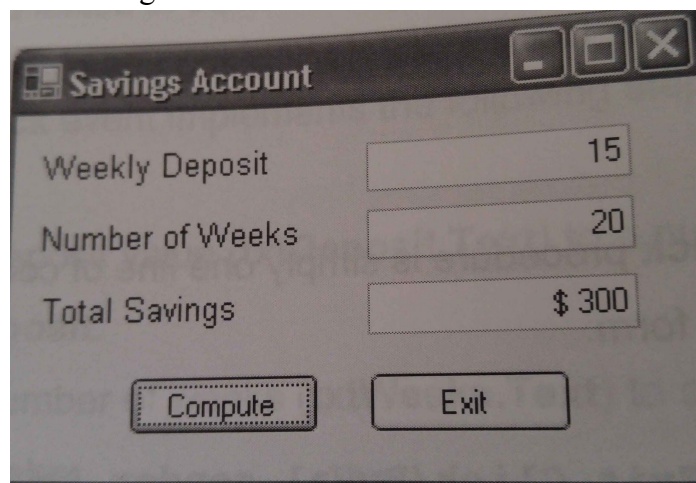 Savings Account
Weekly Deposit 15
Number of Weeks 20
Total Savings $ 300
Compute Exit